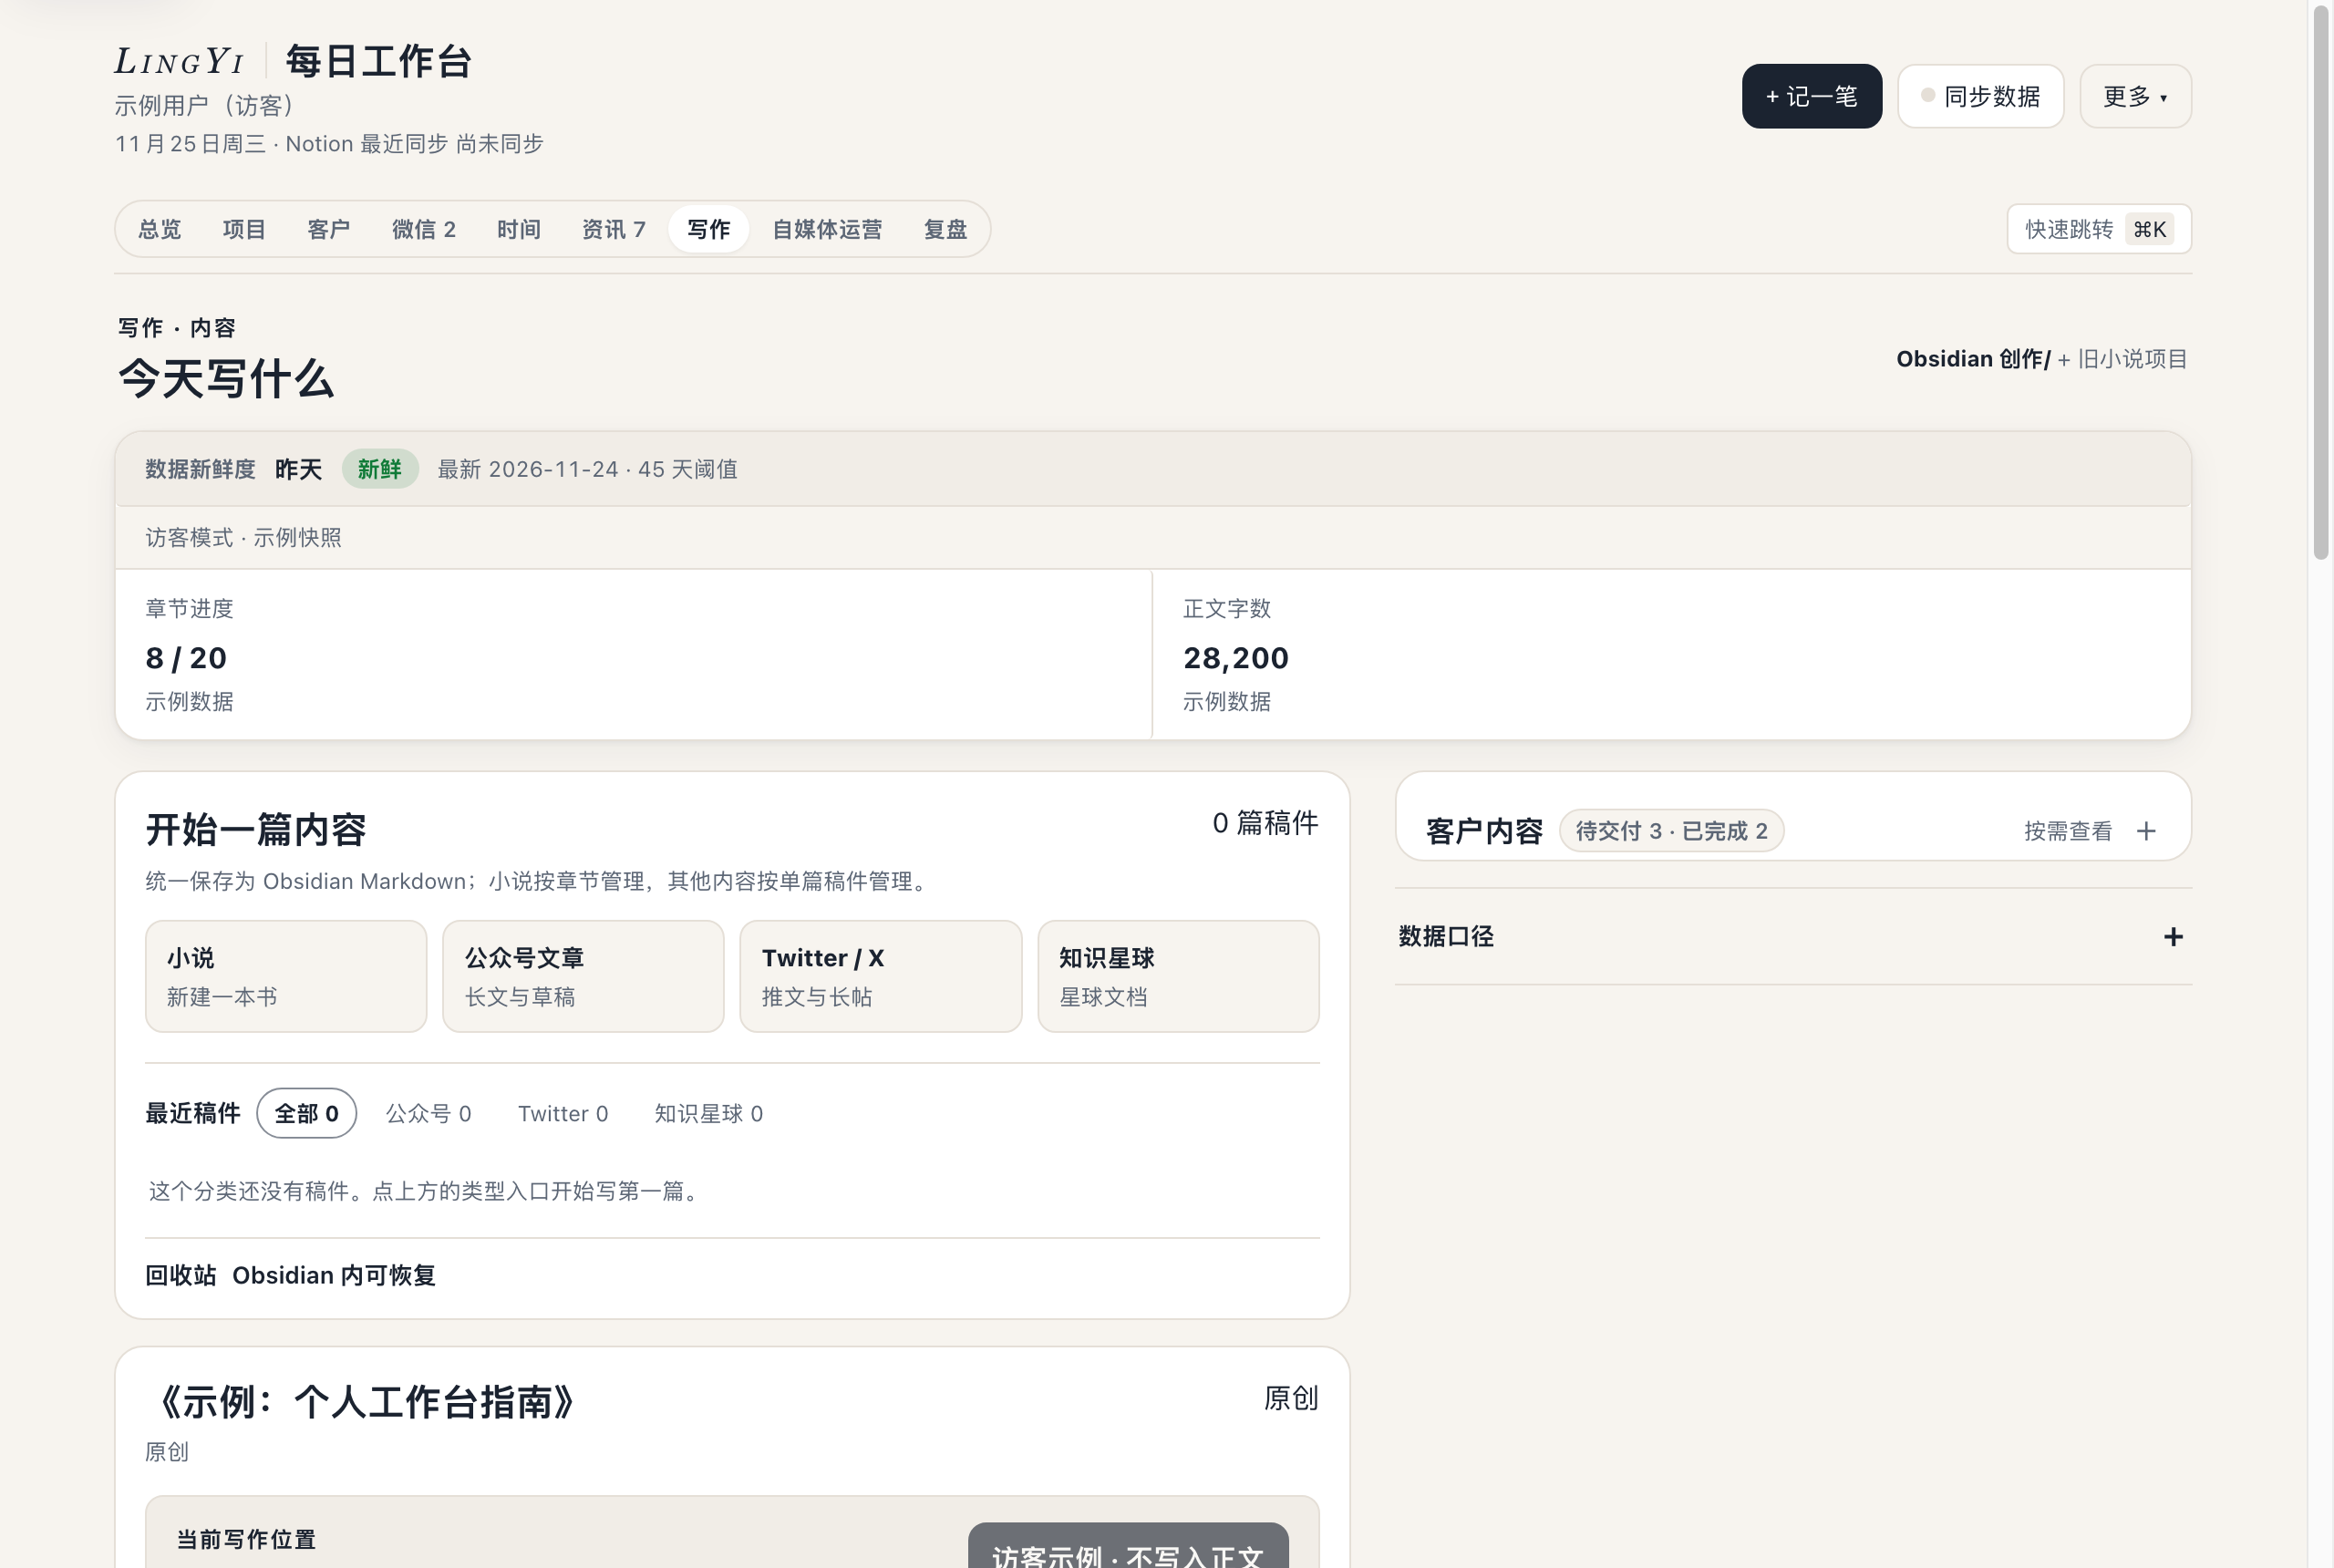 LingYi 每日工作台
示例用户（访客）
11月25日周三 · Notion 最近同步 尚未同步
+ 记一笔 同步数据 更多 ▾
总览 项目 客户 微信 2 时间 资讯 7 写作 自媒体运营 复盘
快速跳转 ⌘K
写作 · 内容
今天写什么
Obsidian 创作/ + 旧小说项目
数据新鲜度 昨天 新鲜 最新 2026-11-24 · 45 天阈值
访客模式 · 示例快照
章节进度
8 / 20
示例数据
正文字数
28,200
示例数据
开始一篇内容
0 篇稿件
统一保存为 Obsidian Markdown；小说按章节管理，其他内容按单篇稿件管理。
小说
新建一本书
公众号文章
长文与草稿
Twitter / X
推文与长帖
知识星球
星球文档
最近稿件 全部 0 公众号 0 Twitter 0 知识星球 0
这个分类还没有稿件。点上方的类型入口开始写第一篇。
回收站 Obsidian 内可恢复
客户内容 待交付 3 · 已完成 2 按需查看 +
数据口径 +
《示例：个人工作台指南》
原创
原创
当前写作位置
访客示例 · 不写入正文